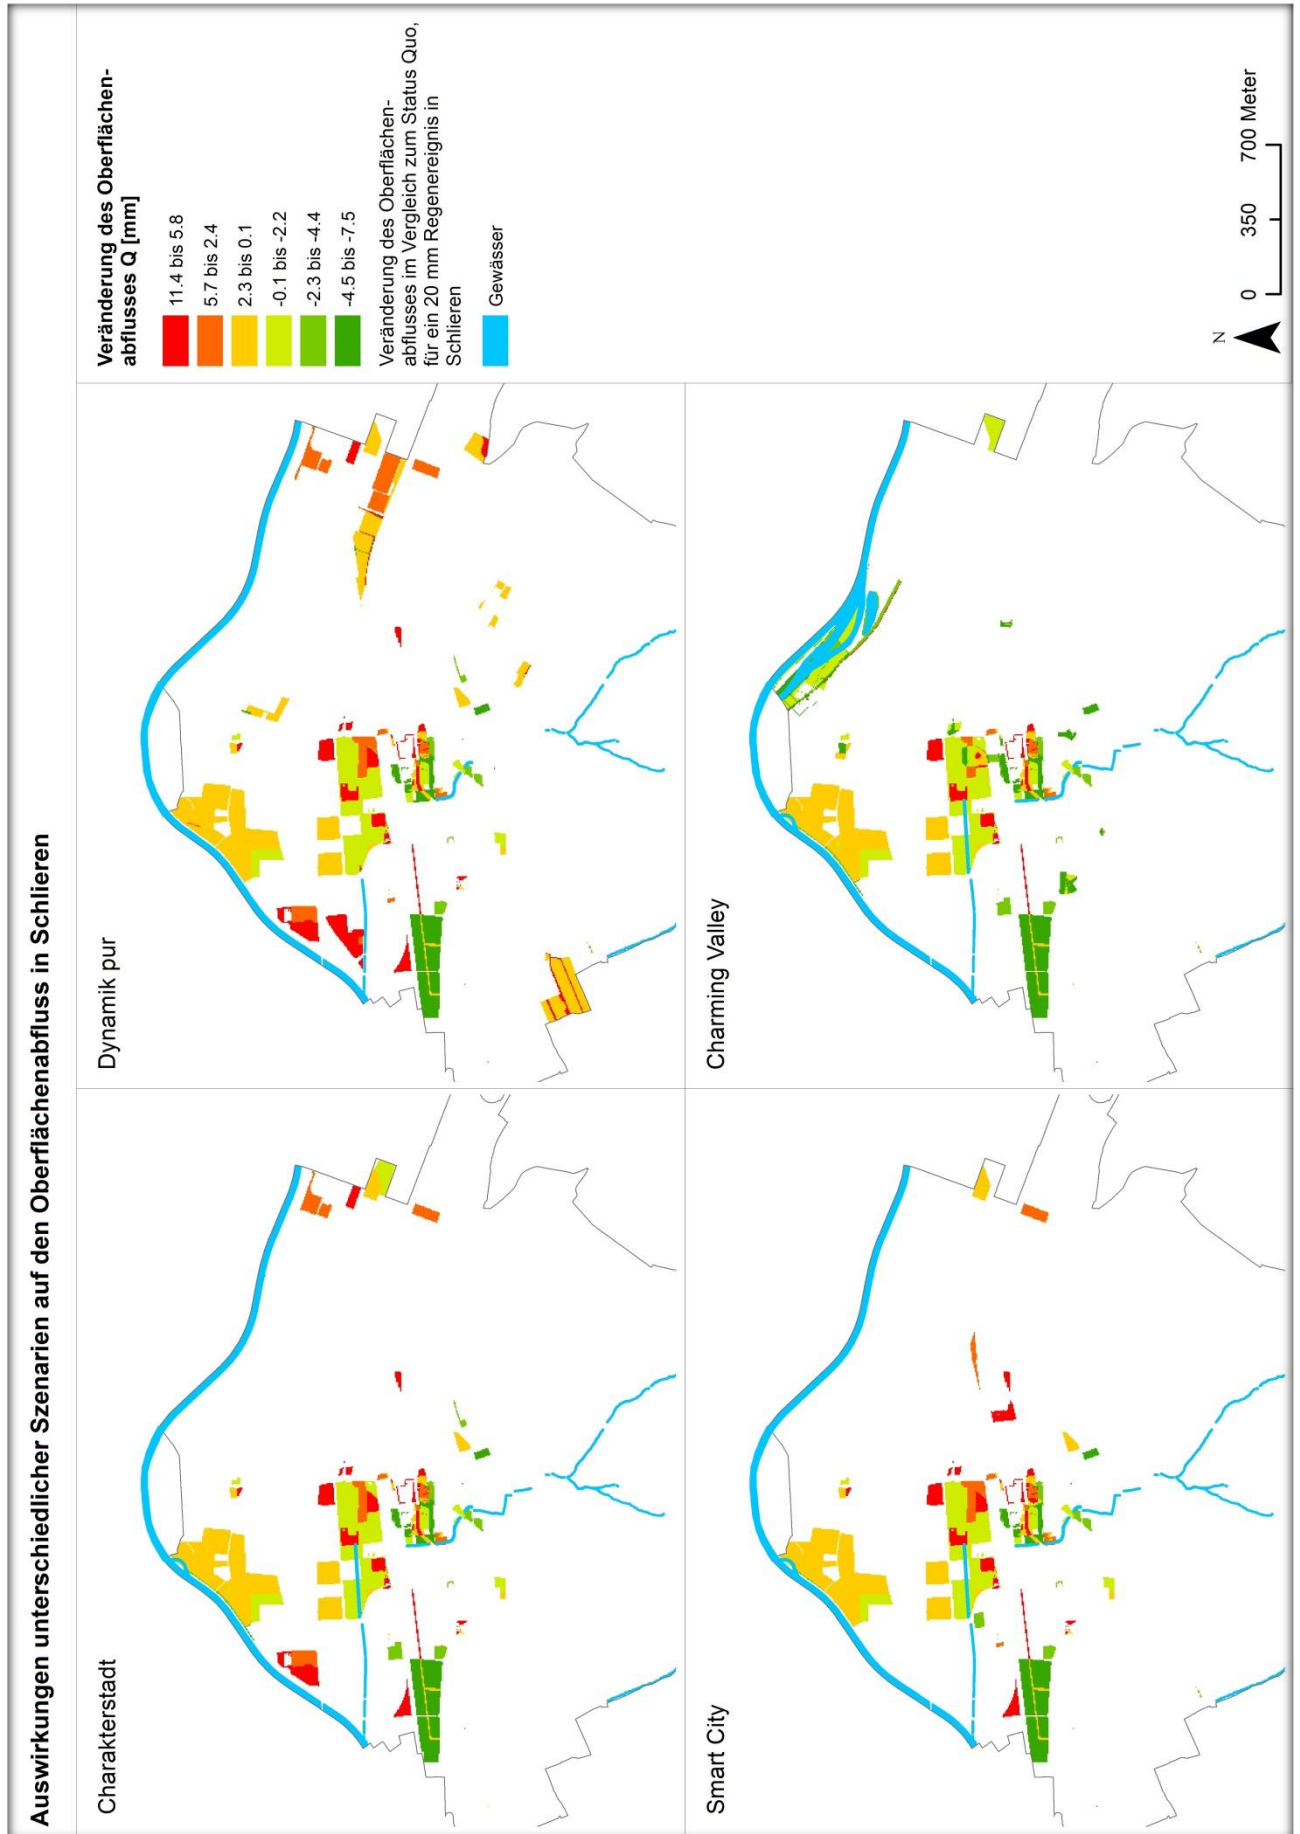 Auswirkungen unterschiedlicher Szenarien auf den Oberflächenabfluss in Schlieren
Charakterstadt
Dynamik pur
Smart City
Charming Valley
Veränderung des Oberflächen-
abflusses Q [mm]
11.4 bis 5.8
5.7 bis 2.4
2.3 bis 0.1
-0.1 bis -2.2
-2.3 bis -4.4
-4.5 bis -7.5
Veränderung des Oberflächen-
abflusses im Vergleich zum Status Quo,
für ein 20 mm Regenereignis in
Schlieren
Gewässer
N
0 350 700 Meter